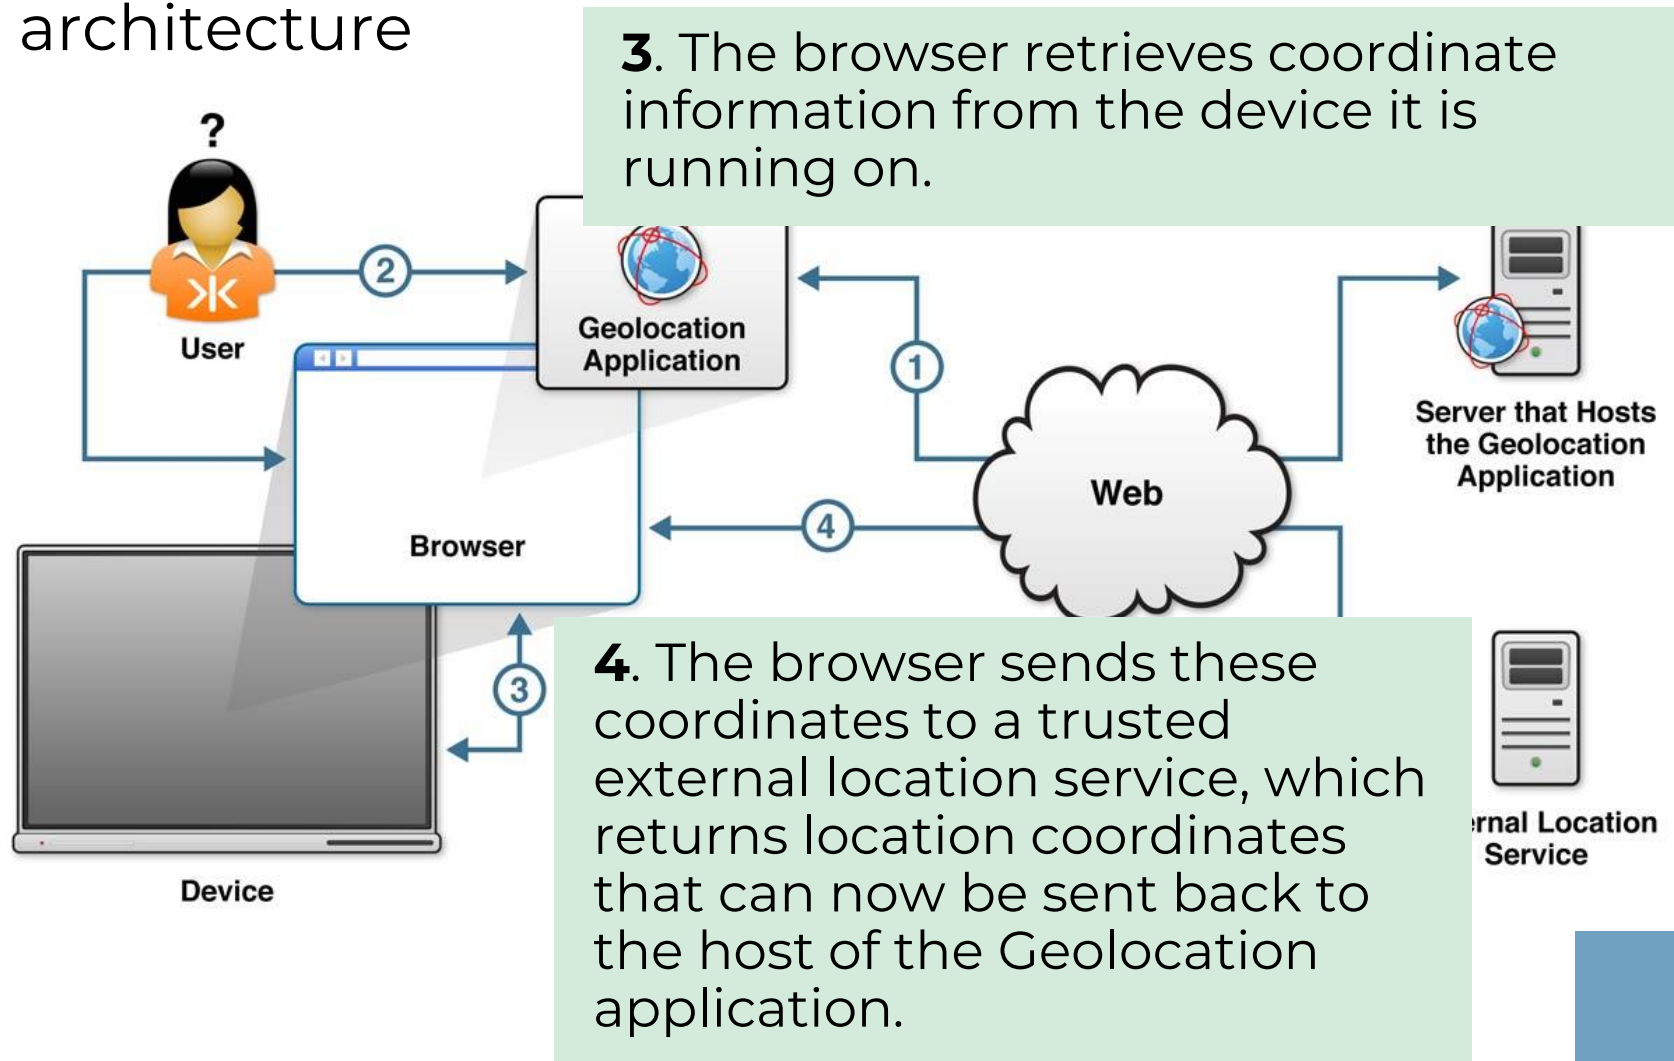 architecture
3. The browser retrieves coordinate
information from the device it is
running on.
?
2
User
Geolocation
Application
1
Server that Hosts
the Geolocation
Application
Web
4
Browser
3
4. The browser sends these
coordinates to a trusted
external location service, which
returns location coordinates
that can now be sent back to
the host of the Geolocation
application.
Location
Service
Device